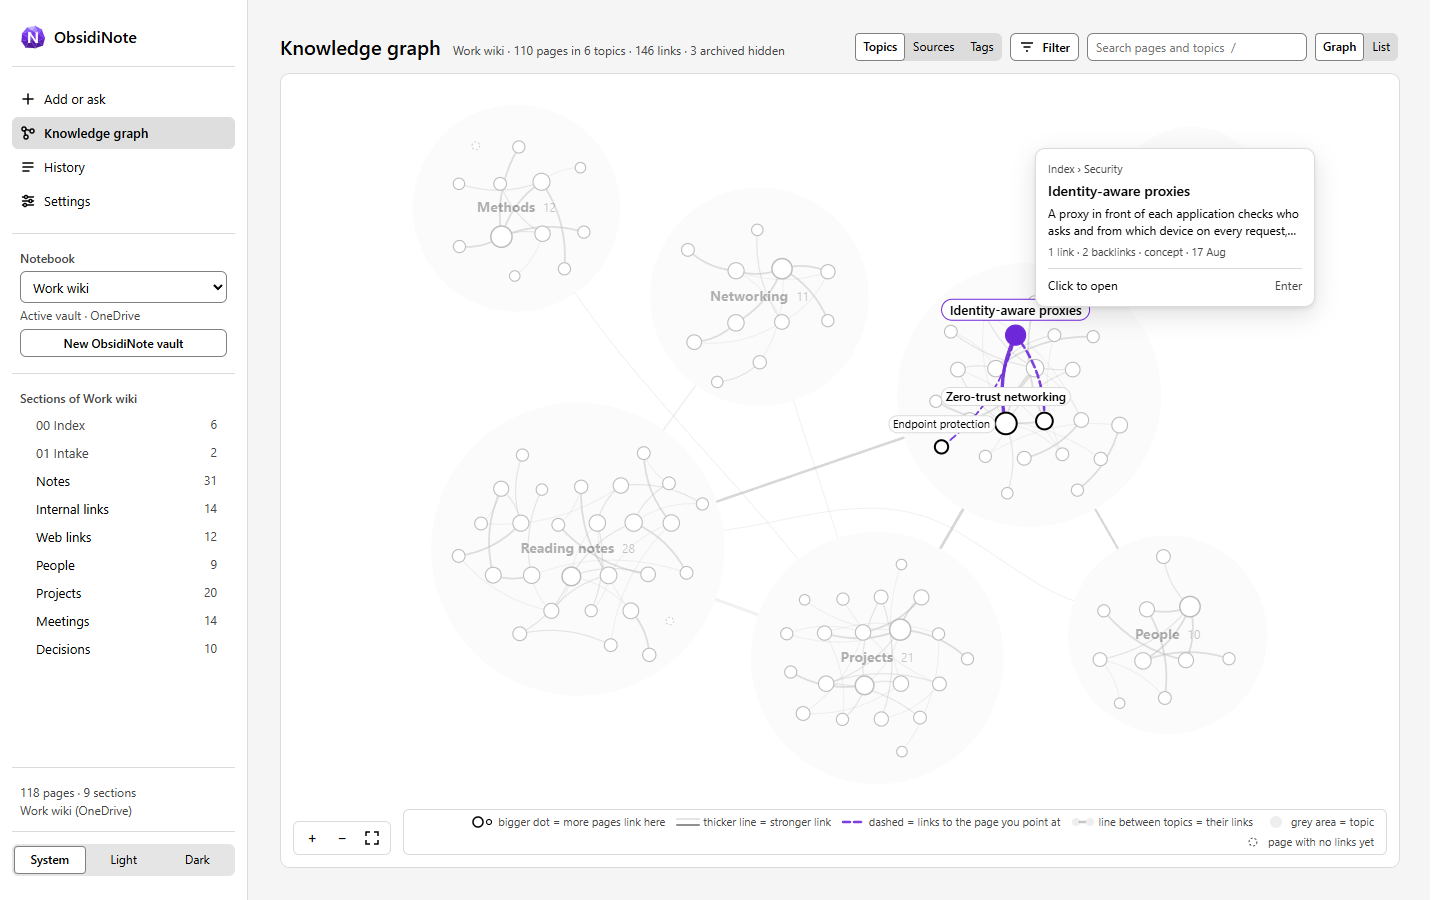 ObsidiNote
Add or ask
Knowledge graph
History
Settings
Notebook
Work wiki
Active vault · OneDrive
New ObsidiNote vault
Sections of Work wiki
00 Index 6
01 Intake 2
Notes 31
Internal links 14
Web links 12
People 9
Projects 20
Meetings 14
Decisions 10
118 pages · 9 sections
Work wiki (OneDrive)
System Light Dark
Knowledge graph Work wiki · 110 pages in 6 topics · 146 links · 3 archived hidden
Topics Sources Tags Filter Search pages and topics / Graph List
Methods 12
Networking 11
Index › Security
Identity-aware proxies
A proxy in front of each application checks who
asks and from which device on every request,...
1 link · 2 backlinks · concept · 17 Aug
Click to open Enter
Identity-aware proxies
Zero-trust networking
Endpoint protection
Reading notes 28
Projects 21
People 10
+ −
bigger dot = more pages link here thicker line = stronger link dashed = links to the page you point at line between topics = their links grey area = topic
page with no links yet